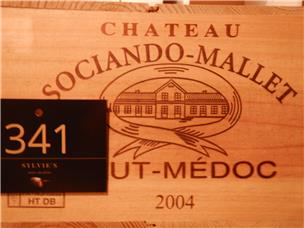 CHATEAU
SOCIANDO-MALLET
UT-MÉDOC
2004
341
SYLVIE'S
HT DB